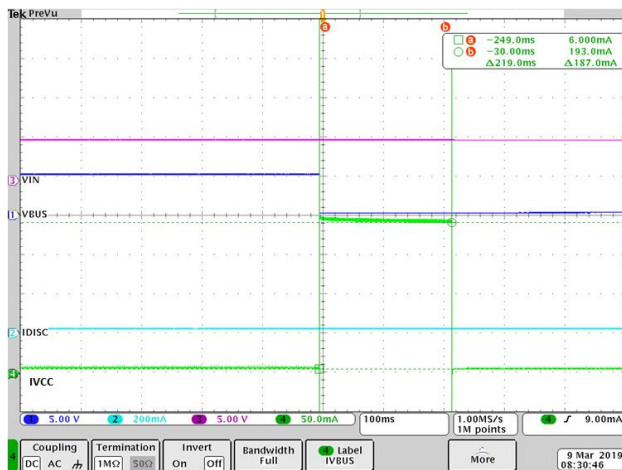 Tek PreVu
a
b
a −249.0ms 6.000mA
b −30.00ms 193.0mA
Δ219.0ms Δ187.0mA
3 VIN
1 VBUS
2 IDISC
4
IVCC
1 5.00 V 2 200mA 3 5.00 V 4 50.0mA 100ms 1.00MS/s 4 ∫ 9.00mA
1M points
4 Coupling Termination Invert Bandwidth 4 Label More
DC AC 1MΩ 50Ω On Off Full IVBUS
9 Mar 2019
08:30:46